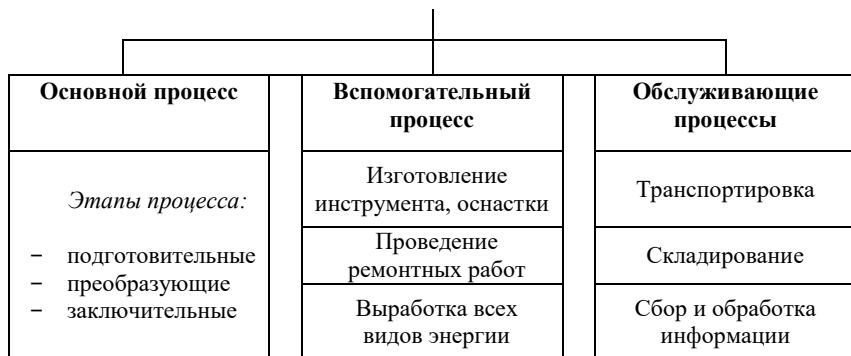 Основной процесс
Этапы процесса:
– подготовительные
– преобразующие
– заключительные
Вспомогательный
процесс
Изготовление
инструмента, оснастки
Проведение
ремонтных работ
Выработка всех
видов энергии
Обслуживающие
процессы
Транспортировка
Складирование
Сбор и обработка
информации